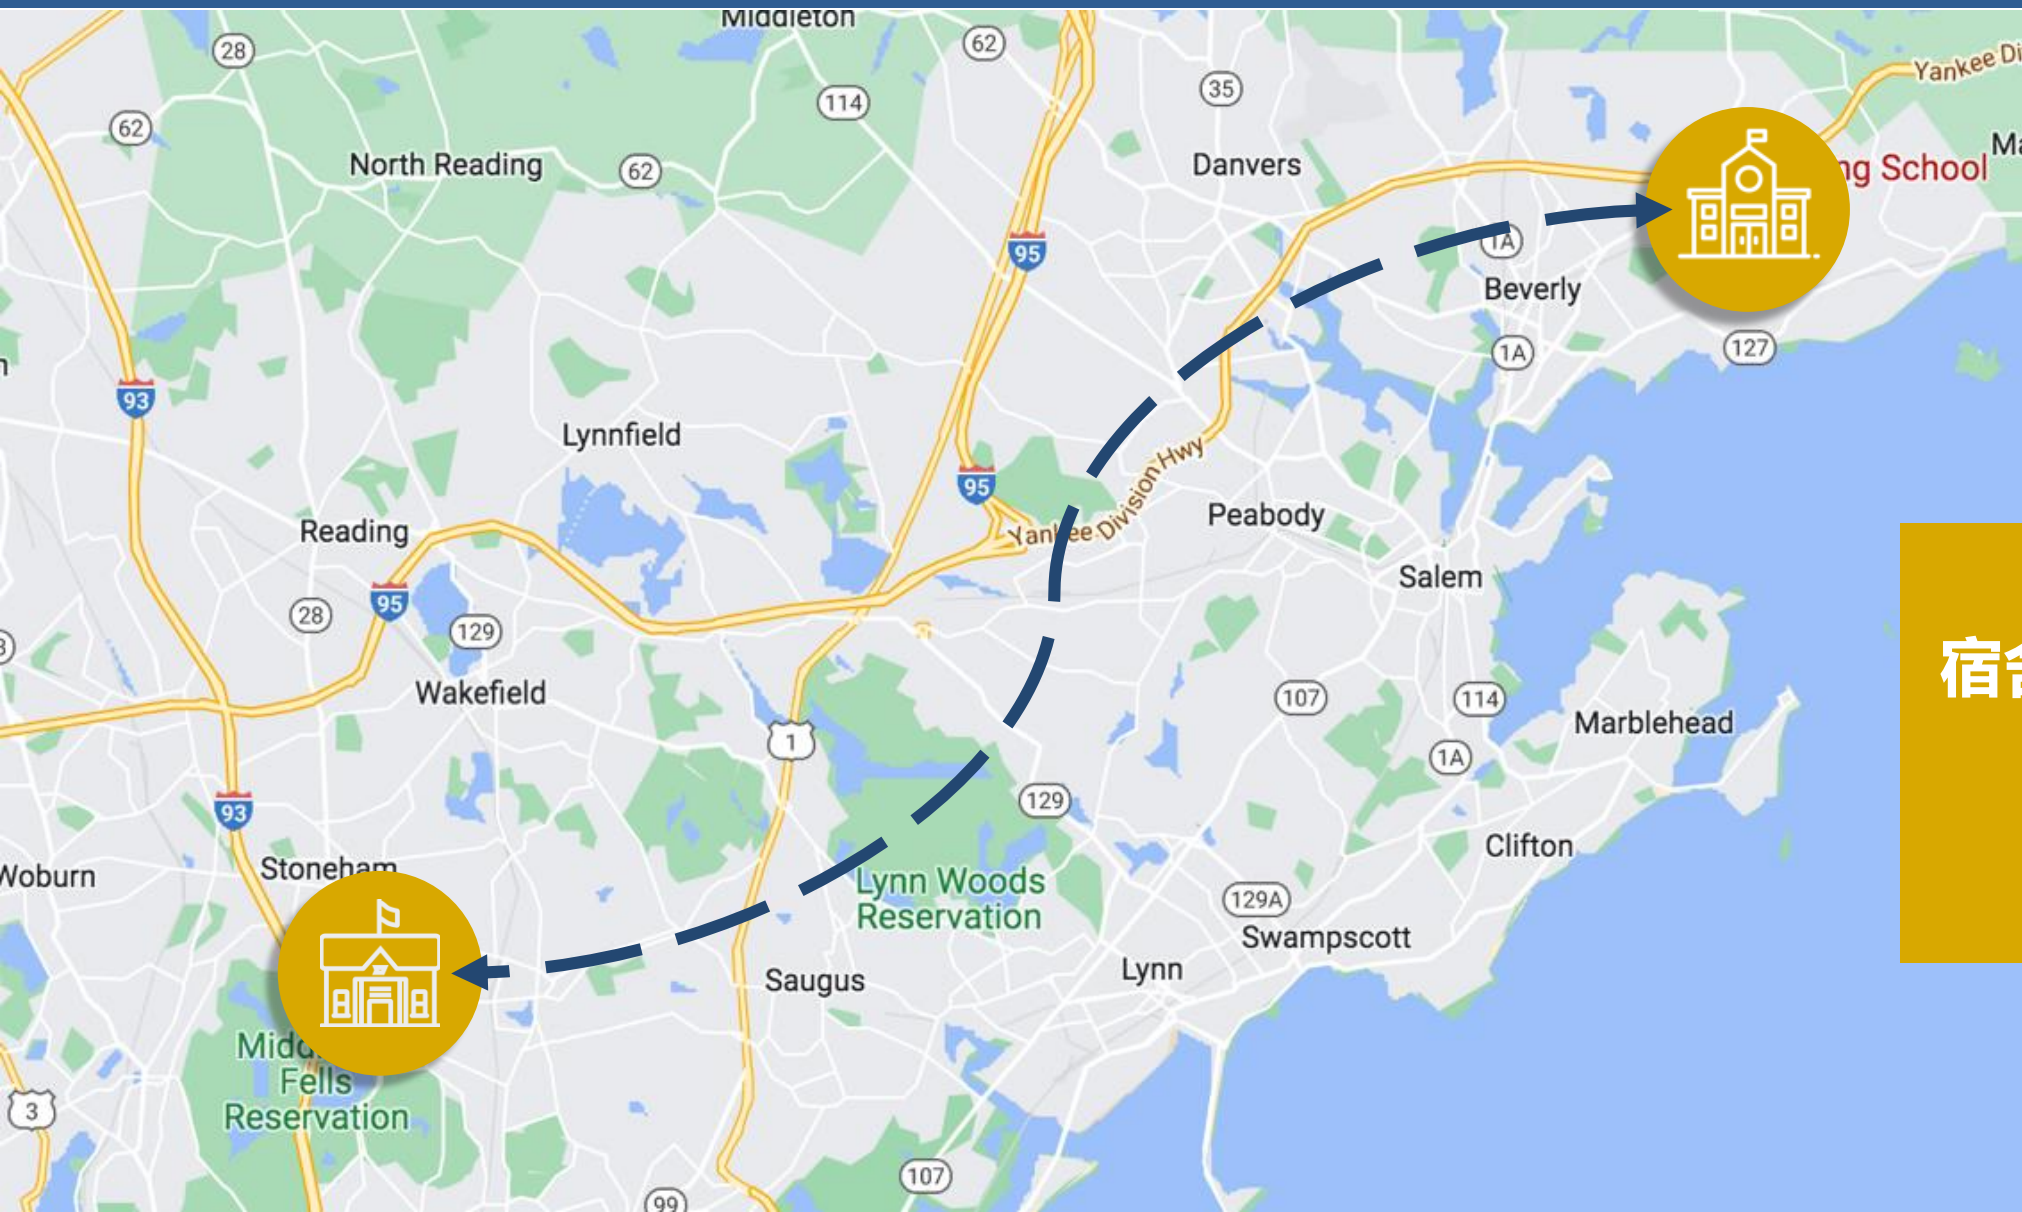 Middleton
28
62
35
Yankee Di
114
62
North Reading
62
Danvers
ng School
Ma
95
1A
Beverly
1A
127
93
Lynnfield
95
Yankee Division Hwy
Peabody
Reading
Salem
95
28
129
宿舍
Wakefield
107
114
Marblehead
1
1A
129
93
Clifton
Woburn
Stoneham
Lynn Woods
Reservation
129A
Swampscott
Lynn
Saugus
Fells
Reservation
3
107
99